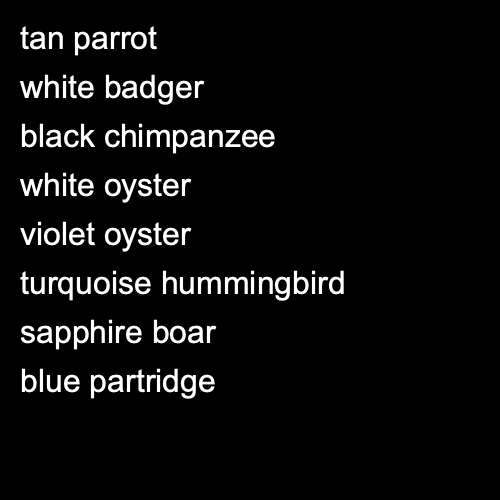 tan parrot
white badger
black chimpanzee
white oyster
violet oyster
turquoise hummingbird
sapphire boar
blue partridge